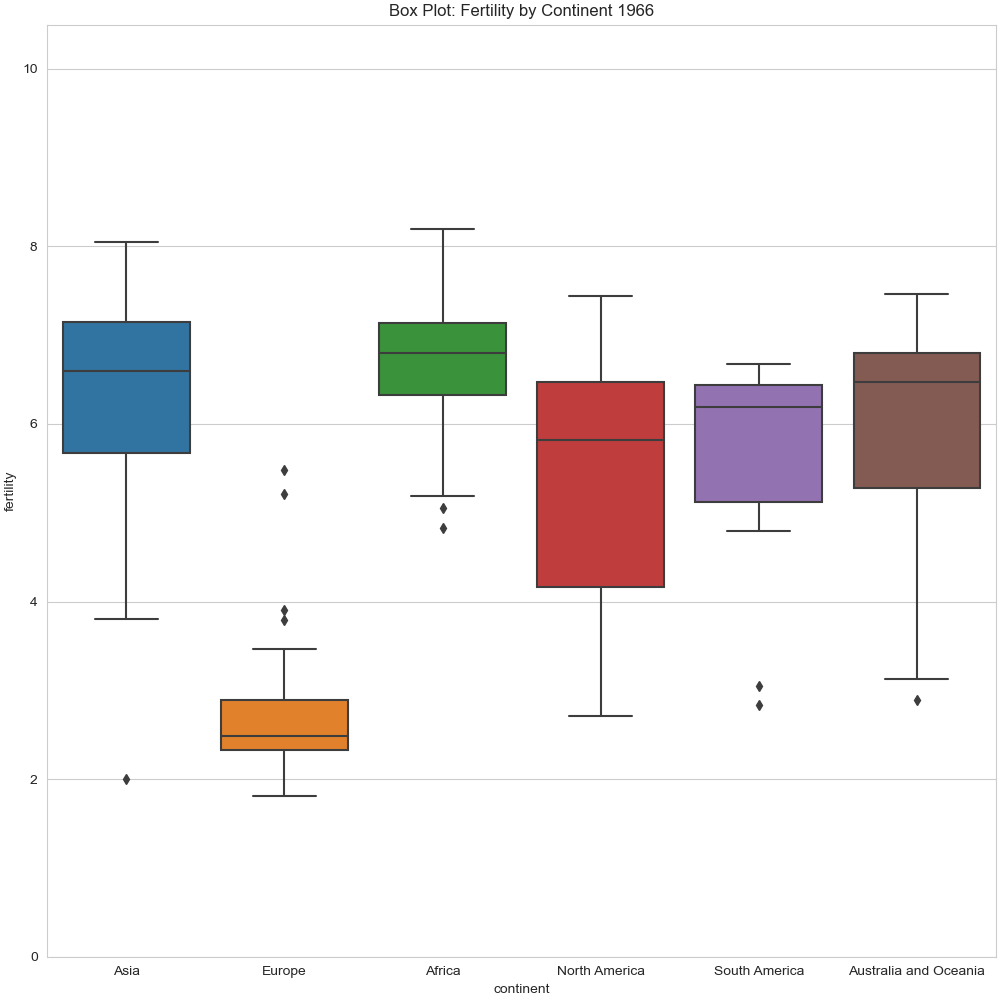 Box Plot: Fertility by Continent 1966
10
8
6
4
2
0
fertility
Asia
Europe
Africa
North America
South America
Australia and Oceania
continent